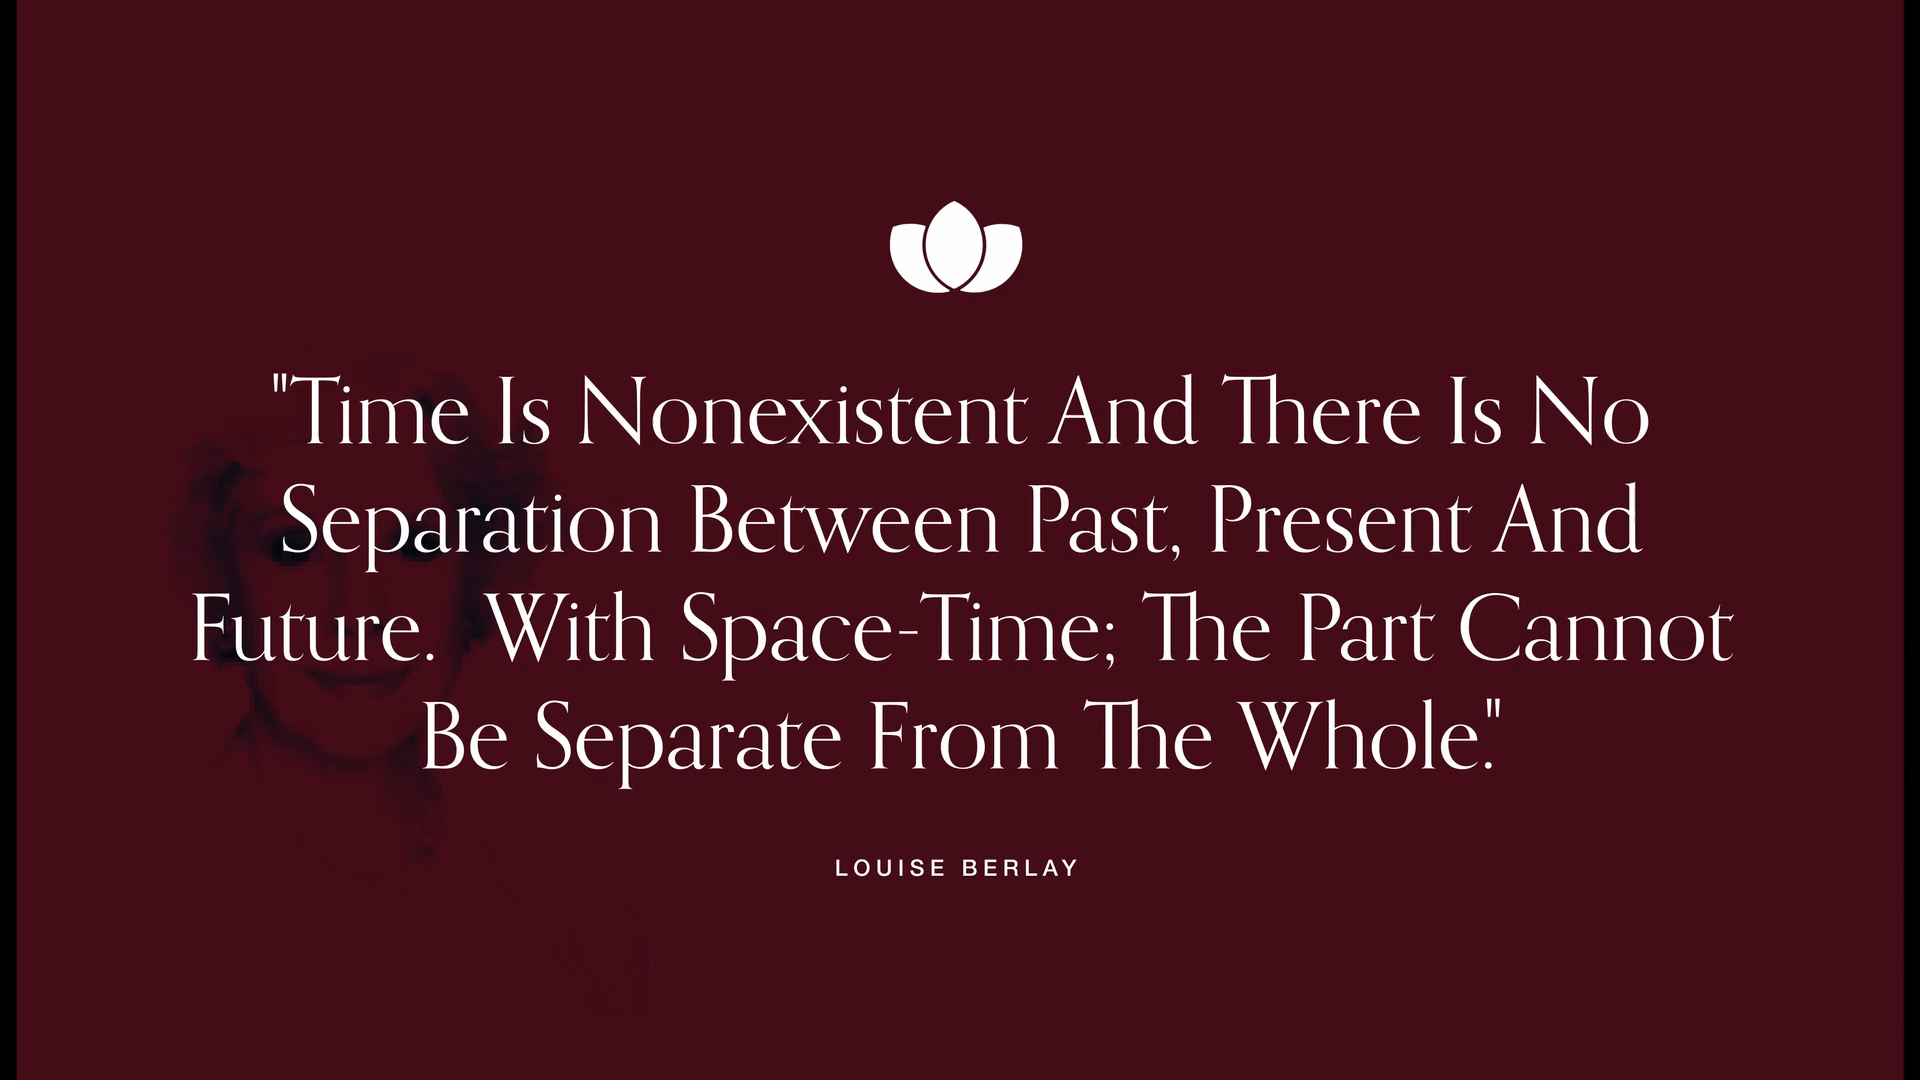 "Time Is Nonexistent And There Is No
Separation Between Past, Present And
Future.  With Space-Time; The Part Cannot
Be Separate From The Whole."
LOUISE BERLAY